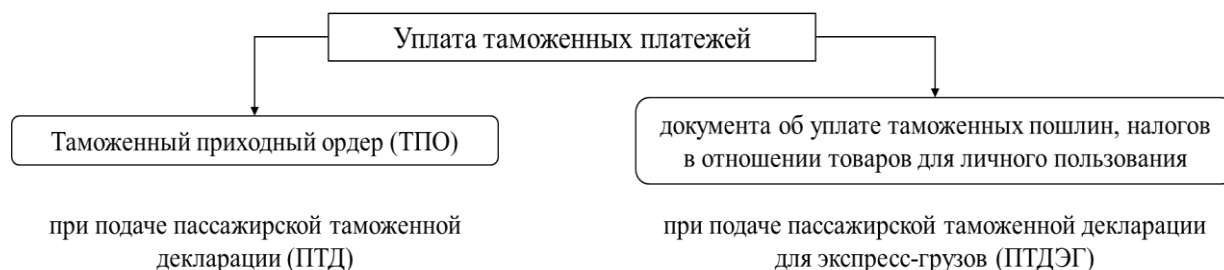 Уплата таможенных платежей
Таможенный приходный ордер (ТПО)
документа об уплате таможенных пошлин, налогов
в отношении товаров для личного пользования
при подаче пассажирской таможенной
декларации (ПТД)
при подаче пассажирской таможенной декларации
для экспресс-грузов (ПТДЭГ)